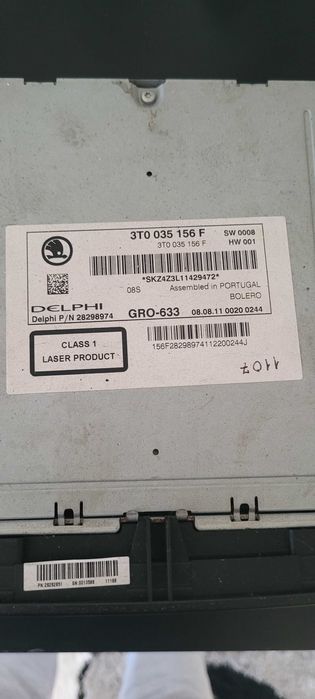 3T0 035 156 F SW 0008
3T0 035 156 F HW 001
*SKZ4Z3L11429472*
08S Assembled in PORTUGAL
BOLERO
DELPHI
Delphi P/N 28298974 GRO-633 08.08.11 0020 0244
CLASS 1
LASER PRODUCT
156F28298974112200244J
1107